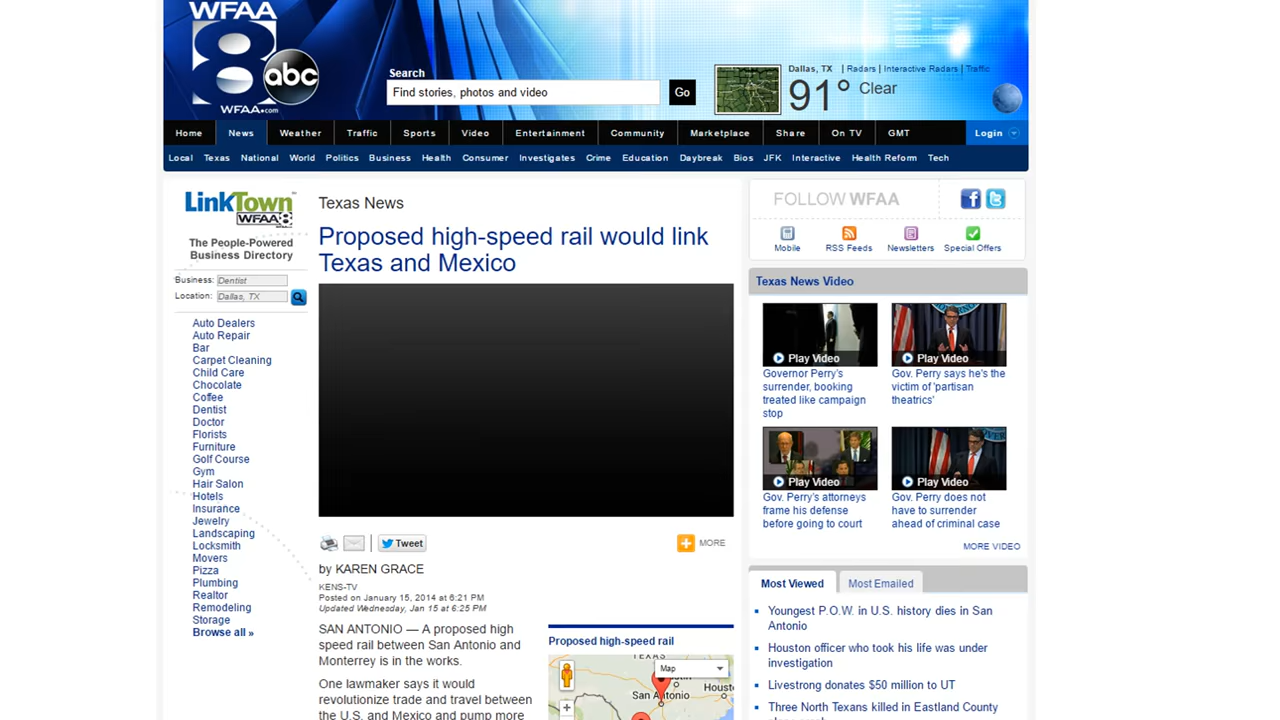 WFAA
8
abc
WFAA.com
Search
Find stories, photos and video
Go
Dallas, TX | Radars | Interactive Radars | Traffic
91° Clear
Home News Weather Traffic Sports Video Entertainment Community Marketplace Share On TV GMT Login
Local Texas National World Politics Business Health Consumer Investigates Crime Education Daybreak Bios JFK Interactive Health Reform Tech
LinkTown
WFAA 8
The People-Powered
Business Directory
Business: Dentist
Location: Dallas, TX
Auto Dealers
Auto Repair
Bar
Carpet Cleaning
Child Care
Chocolate
Coffee
Dentist
Doctor
Florists
Furniture
Golf Course
Gym
Hair Salon
Hotels
Insurance
Jewelry
Landscaping
Locksmith
Movers
Pizza
Plumbing
Realtor
Remodeling
Storage
Browse all »
Texas News
Proposed high-speed rail would link
Texas and Mexico
Tweet
MORE
by KAREN GRACE
KENS-TV
Posted on January 15, 2014 at 6:21 PM
Updated Wednesday, Jan 15 at 6:25 PM
SAN ANTONIO — A proposed high
speed rail between San Antonio and
Monterrey is in the works.
One lawmaker says it would
revolutionize trade and travel between
the U.S. and Mexico and pump more
Proposed high-speed rail
TEXAS
Map
San Antonio
Houst
FOLLOW WFAA
Mobile
RSS Feeds
Newsletters
Special Offers
Texas News Video
Play Video
Governor Perry's
surrender, booking
treated like campaign
stop
Play Video
Gov. Perry says he's the
victim of 'partisan
theatrics'
Play Video
Gov. Perry's attorneys
frame his defense
before going to court
Play Video
Gov. Perry does not
have to surrender
ahead of criminal case
MORE VIDEO
Most Viewed
Most Emailed
Youngest P.O.W. in U.S. history dies in San
Antonio
Houston officer who took his life was under
investigation
Livestrong donates $50 million to UT
Three North Texans killed in Eastland County